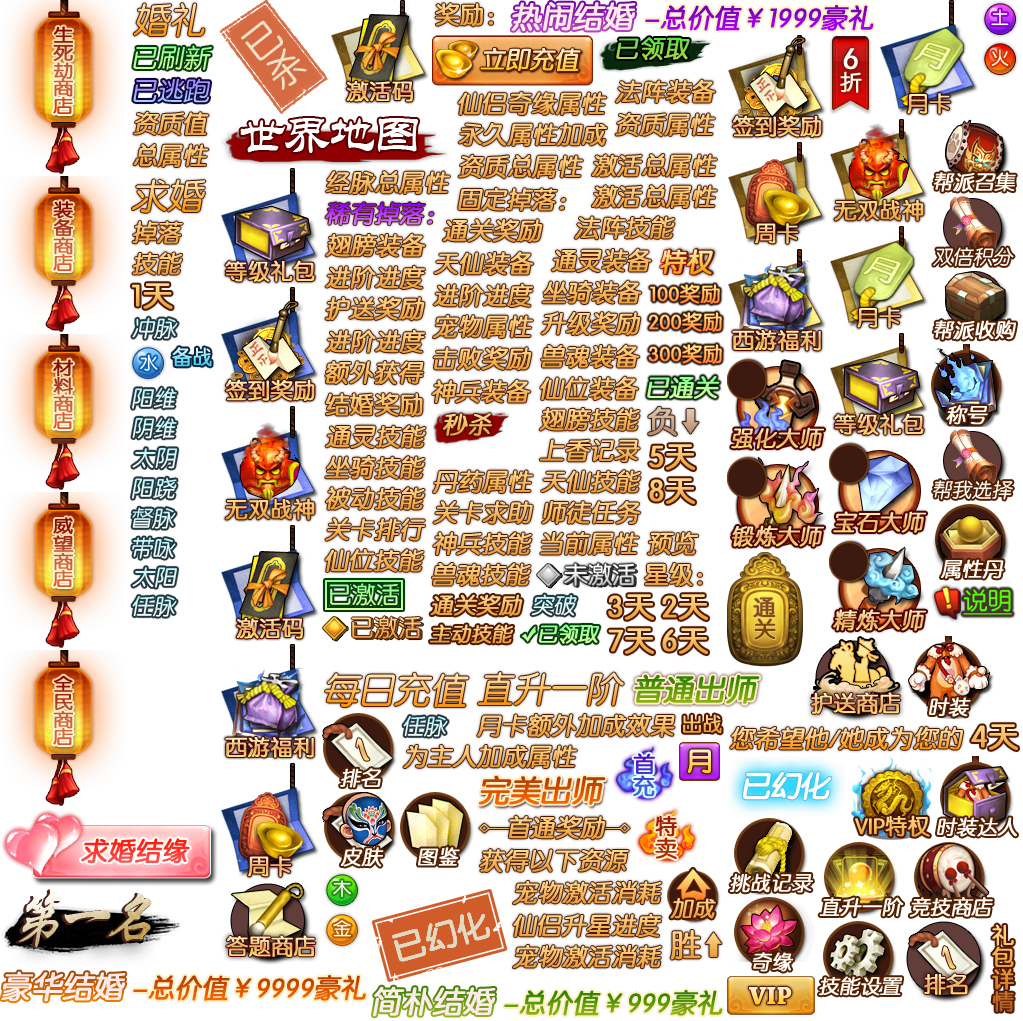 生死劫商店
装备商店
材料商店
威望商店
全民商店
求婚结缘
第一名
豪华结婚 –总价值￥9999豪礼
婚礼
已刷新
已逃跑
资质值
总属性
求婚
掉落
技能
1天
冲脉
水 备战
阳维
阴维
太阴
阳跷
督脉
带咏
太阳
任脉
已杀
激活码
世界地图
等级礼包
签到奖励
无双战神
激活码
西游福利
周卡
答题商店
奖励：
热闹结婚 –总价值￥1999豪礼
立即充值
已领取
仙侣奇缘属性
法阵装备
永久属性加成
资质属性
资质总属性
激活总属性
固定掉落：
激活总属性
经脉总属性
稀有掉落：
翅膀装备
进阶进度
护送奖励
进阶进度
额外获得
结婚奖励
通灵技能
坐骑技能
被动技能
关卡排行
仙位技能
已激活
已激活
通关奖励
法阵技能
天仙装备
通灵装备
特权
进阶进度
坐骑装备
100奖励
宠物属性
升级奖励
200奖励
击败奖励
兽魂装备
300奖励
神兵装备
仙位装备
已通关
秒杀
翅膀技能
负
上香记录
5天
丹药属性
天仙技能
8天
关卡求助
师徒任务
神兵技能
当前属性
预览
兽魂技能
未激活
星级：
通关奖励
突破
3天
2天
主动技能
已领取
7天
6天
每日充值
直升一阶
普通出师
任脉
月卡额外加成效果
出战
排名
为主人加成属性
首充
月
完美出师
皮肤
图鉴
首通奖励
特卖
获得以下资源
木
金
已幻化
宠物激活消耗
加成
仙侣升星进度
宠物激活消耗
胜
简朴结婚 –总价值￥999豪礼
签到奖励
6折
月卡
土
火
周卡
无双战神
帮派召集
双倍积分
西游福利
月卡
帮派收购
强化大师
等级礼包
称号
锻炼大师
宝石大师
帮我选择
属性丹
通关
精炼大师
说明
护送商店
时装
您希望他/她成为您的
4天
已幻化
VIP特权
时装达人
挑战记录
直升一阶
竞技商店
奇缘
技能设置
排名
礼包详情
VIP